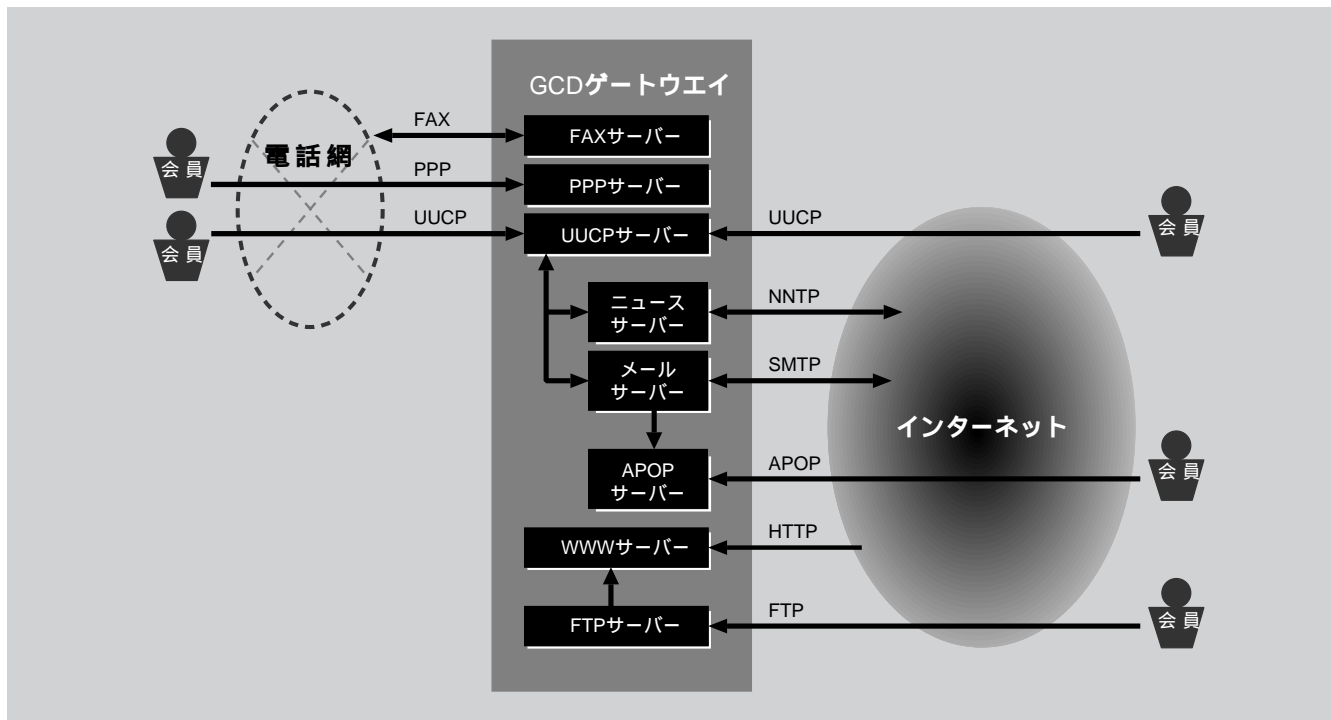 GCDゲートウエイ
FAX
FAXサーバー
電話網
会員
PPP
PPPサーバー
UUCP
UUCPサーバー
UUCP
会員
会員
ニュース
サーバー
NNTP
メール
サーバー
SMTP
インターネット
APOP
サーバー
APOP
会員
WWWサーバー
HTTP
FTPサーバー
FTP
会員